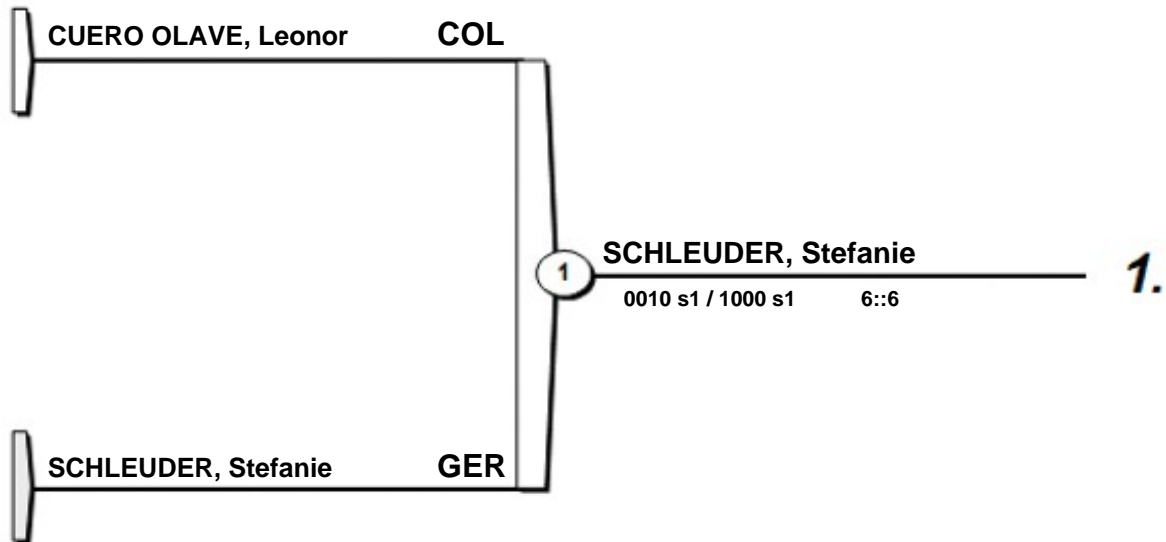 CUERO OLAVE, Leonor COL
1 SCHLEUDER, Stefanie 1.
0010 s1 / 1000 s1 6::6
SCHLEUDER, Stefanie GER